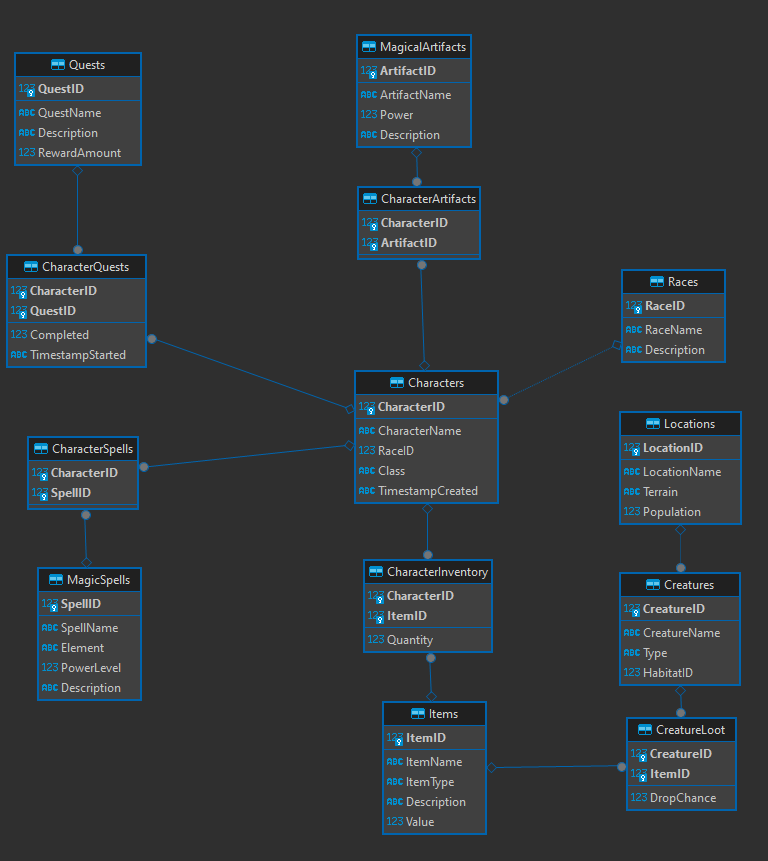 Quests
123 QuestID
ABC QuestName
ABC Description
123 RewardAmount
MagicalArtifacts
123 ArtifactID
ABC ArtifactName
123 Power
ABC Description
CharacterArtifacts
123 CharacterID
123 ArtifactID
CharacterQuests
123 CharacterID
123 QuestID
123 Completed
ABC TimestampStarted
Races
123 RaceID
ABC RaceName
ABC Description
Characters
123 CharacterID
ABC CharacterName
123 RaceID
ABC Class
ABC TimestampCreated
Locations
123 LocationID
ABC LocationName
ABC Terrain
123 Population
CharacterSpells
123 CharacterID
123 SpellID
MagicSpells
123 SpellID
ABC SpellName
ABC Element
123 PowerLevel
ABC Description
CharacterInventory
123 CharacterID
123 ItemID
123 Quantity
Creatures
123 CreatureID
ABC CreatureName
ABC Type
123 HabitatID
Items
123 ItemID
ABC ItemName
ABC ItemType
ABC Description
123 Value
CreatureLoot
123 CreatureID
123 ItemID
123 DropChance